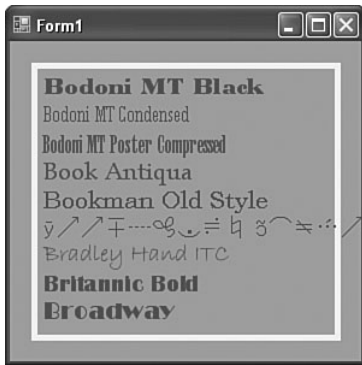 Form1
Bodoni MT Black
Bodoni MT Condensed
Bodoni MT Poster Compressed
Book Antiqua
Bookman Old Style
Bradley Hand ITC
Britannic Bold
Broadway